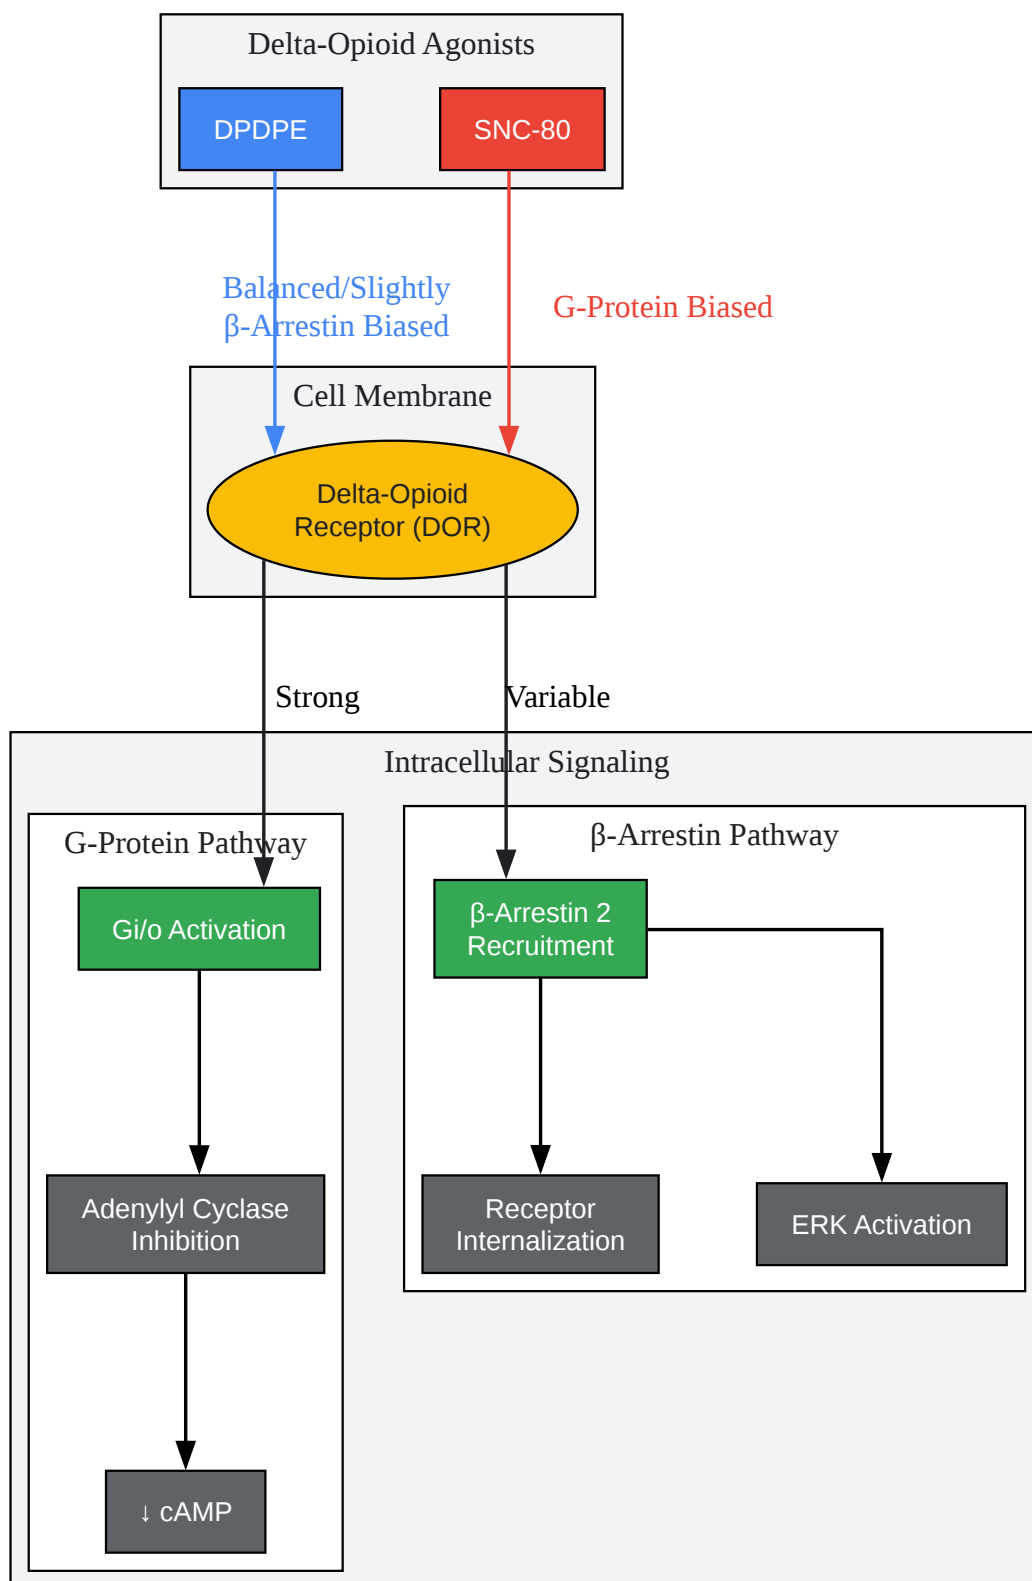 Delta-Opioid Agonists
DPDPE
SNC-80
Balanced/Slightly
β-Arrestin Biased
G-Protein Biased
Cell Membrane
Delta-Opioid
Receptor (DOR)
Strong
Variable
Intracellular Signaling
G-Protein Pathway
β-Arrestin Pathway
Gi/o Activation
β-Arrestin 2
Recruitment
Adenylyl Cyclase
Inhibition
Receptor
Internalization
ERK Activation
↓ cAMP